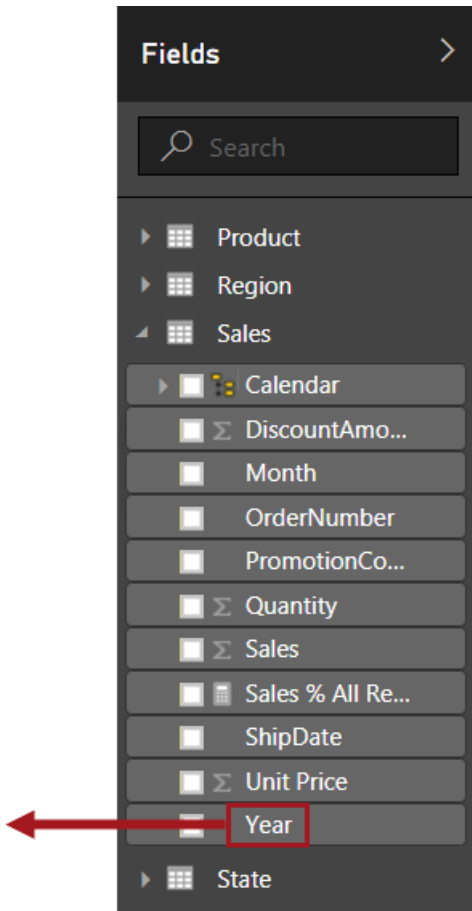 Fields
Search
Product
Region
Sales
Calendar
DiscountAmo...
Month
OrderNumber
PromotionCo...
Quantity
Sales
Sales % All Re...
ShipDate
Unit Price
Year
State